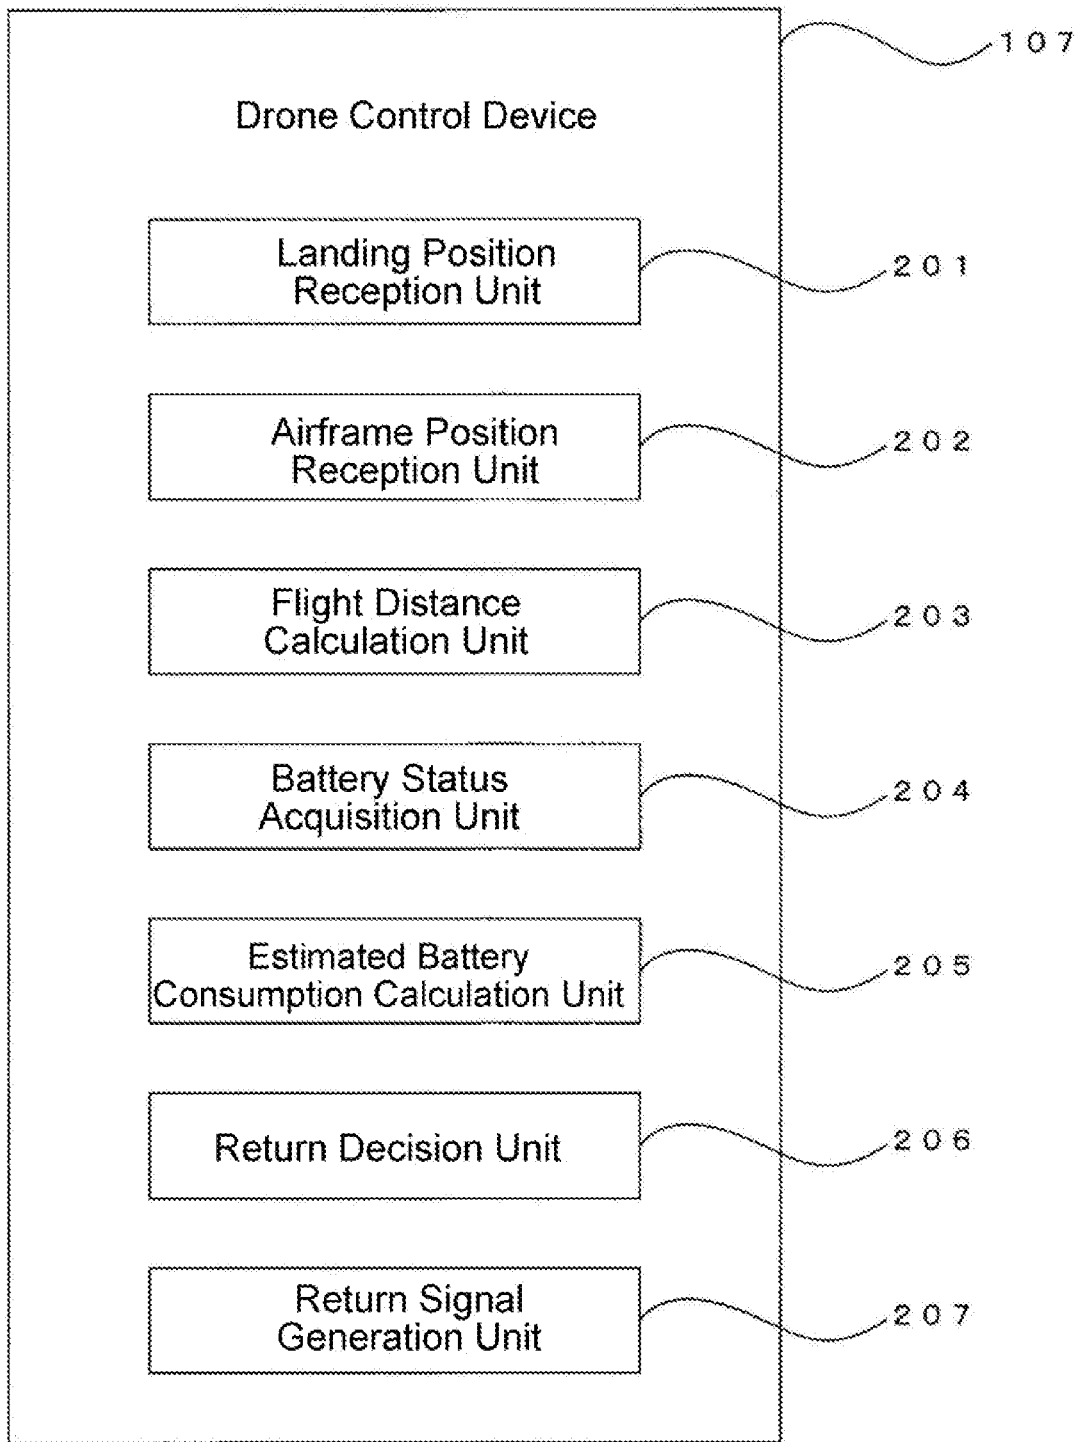 107
Drone Control Device
Landing Position
Reception Unit
201
Airframe Position
Reception Unit
202
Flight Distance
Calculation Unit
203
Battery Status
Acquisition Unit
204
Estimated Battery
Consumption Calculation Unit
205
Return Decision Unit
206
Return Signal
Generation Unit
207